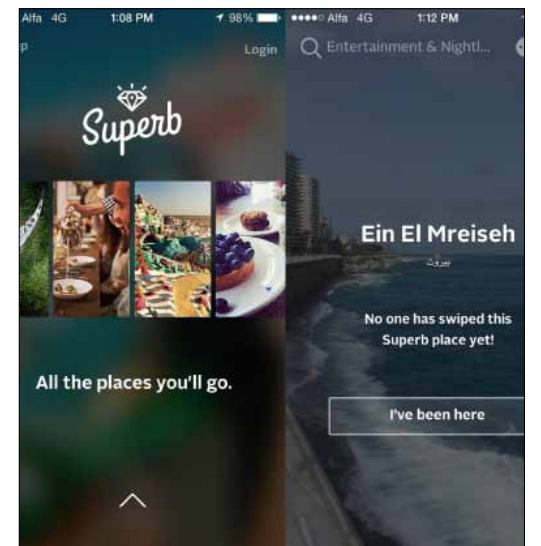 Alfa 4G 1:08 PM 98%
p
Login
Superb
All the places you'll go.
Alfa 4G 1:12 PM
Entertainment & Nightl...
Ein El Mreiseh
بيروت
No one has swiped this
Superb place yet!
I've been here